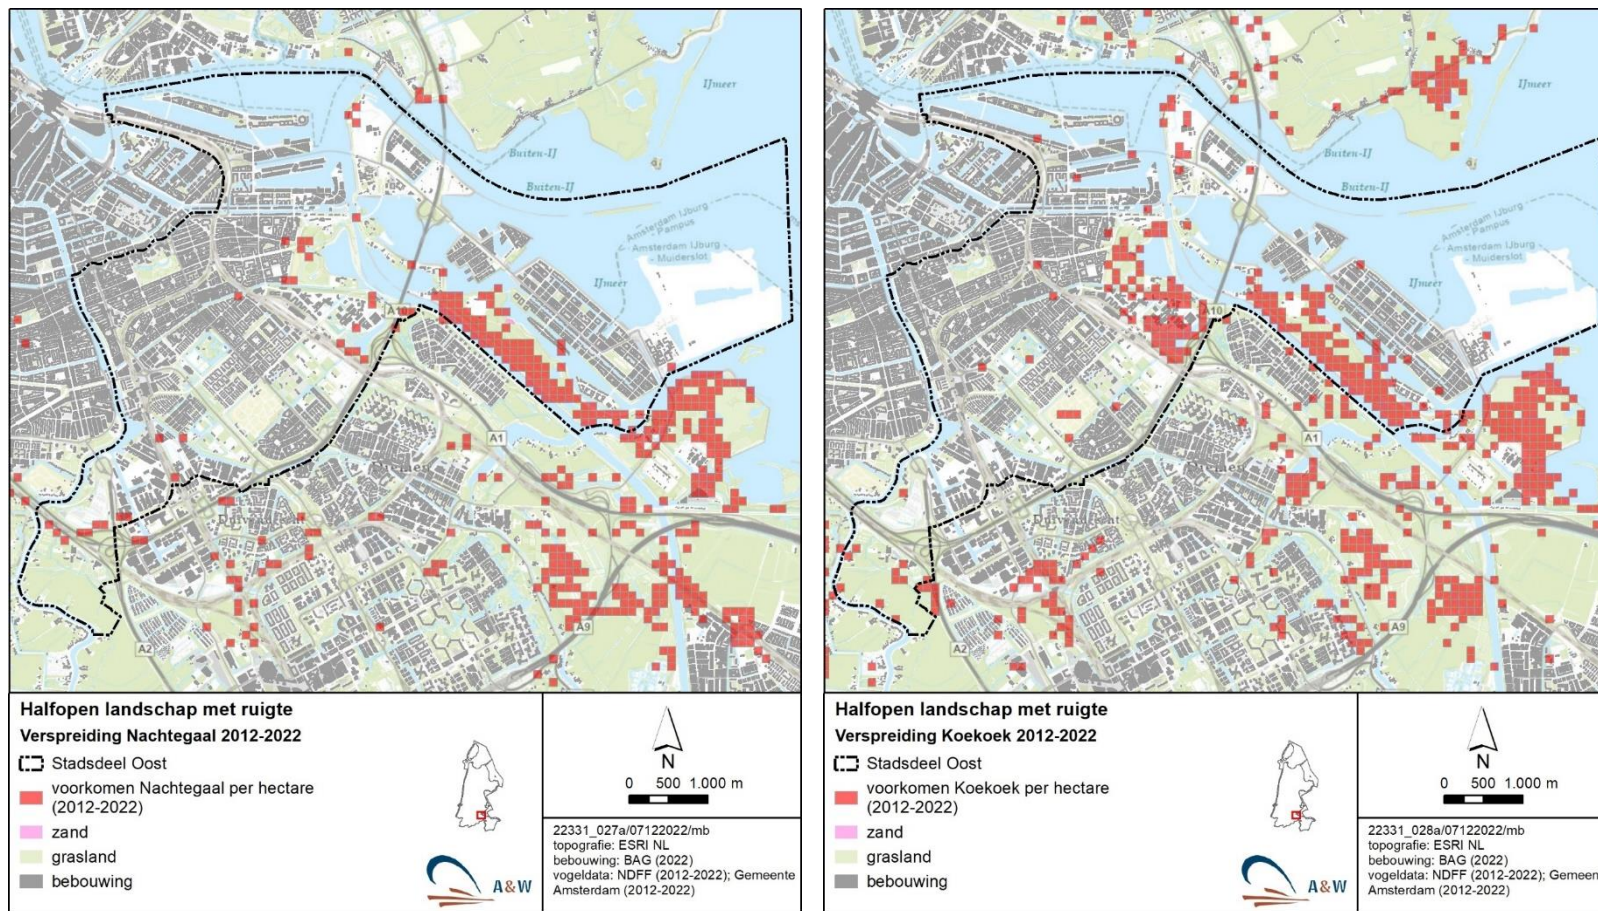 IJmeer
Buiten-IJ
Buiten-IJ
Amsterdam IJburg
- Pampus
Amsterdam IJburg
- Muiderslot
IJmeer
A10
A1
Diemen
Duivendrecht
A2
A9
Halfopen landschap met ruigte
Verspreiding Nachtegaal 2012-2022
Stadsdeel Oost
voorkomen Nachtegaal per hectare
(2012-2022)
zand
grasland
bebouwing
N
0 500 1.000 m
22331_027a/07122022/mb
topografie: ESRI NL
bebouwing: BAG (2022)
vogeldata: NDFF (2012-2022); Gemeente
Amsterdam (2012-2022)
A&W
IJmeer
Buiten-IJ
Buiten-IJ
Amsterdam IJburg
- Pampus
Amsterdam IJburg
- Muiderslot
IJmeer
A10
A1
Diemen
Duivendrecht
A2
A9
Halfopen landschap met ruigte
Verspreiding Koekoek 2012-2022
Stadsdeel Oost
voorkomen Koekoek per hectare
(2012-2022)
zand
grasland
bebouwing
N
0 500 1.000 m
22331_028a/07122022/mb
topografie: ESRI NL
bebouwing: BAG (2022)
vogeldata: NDFF (2012-2022); Gemeen
Amsterdam (2012-2022)
A&W